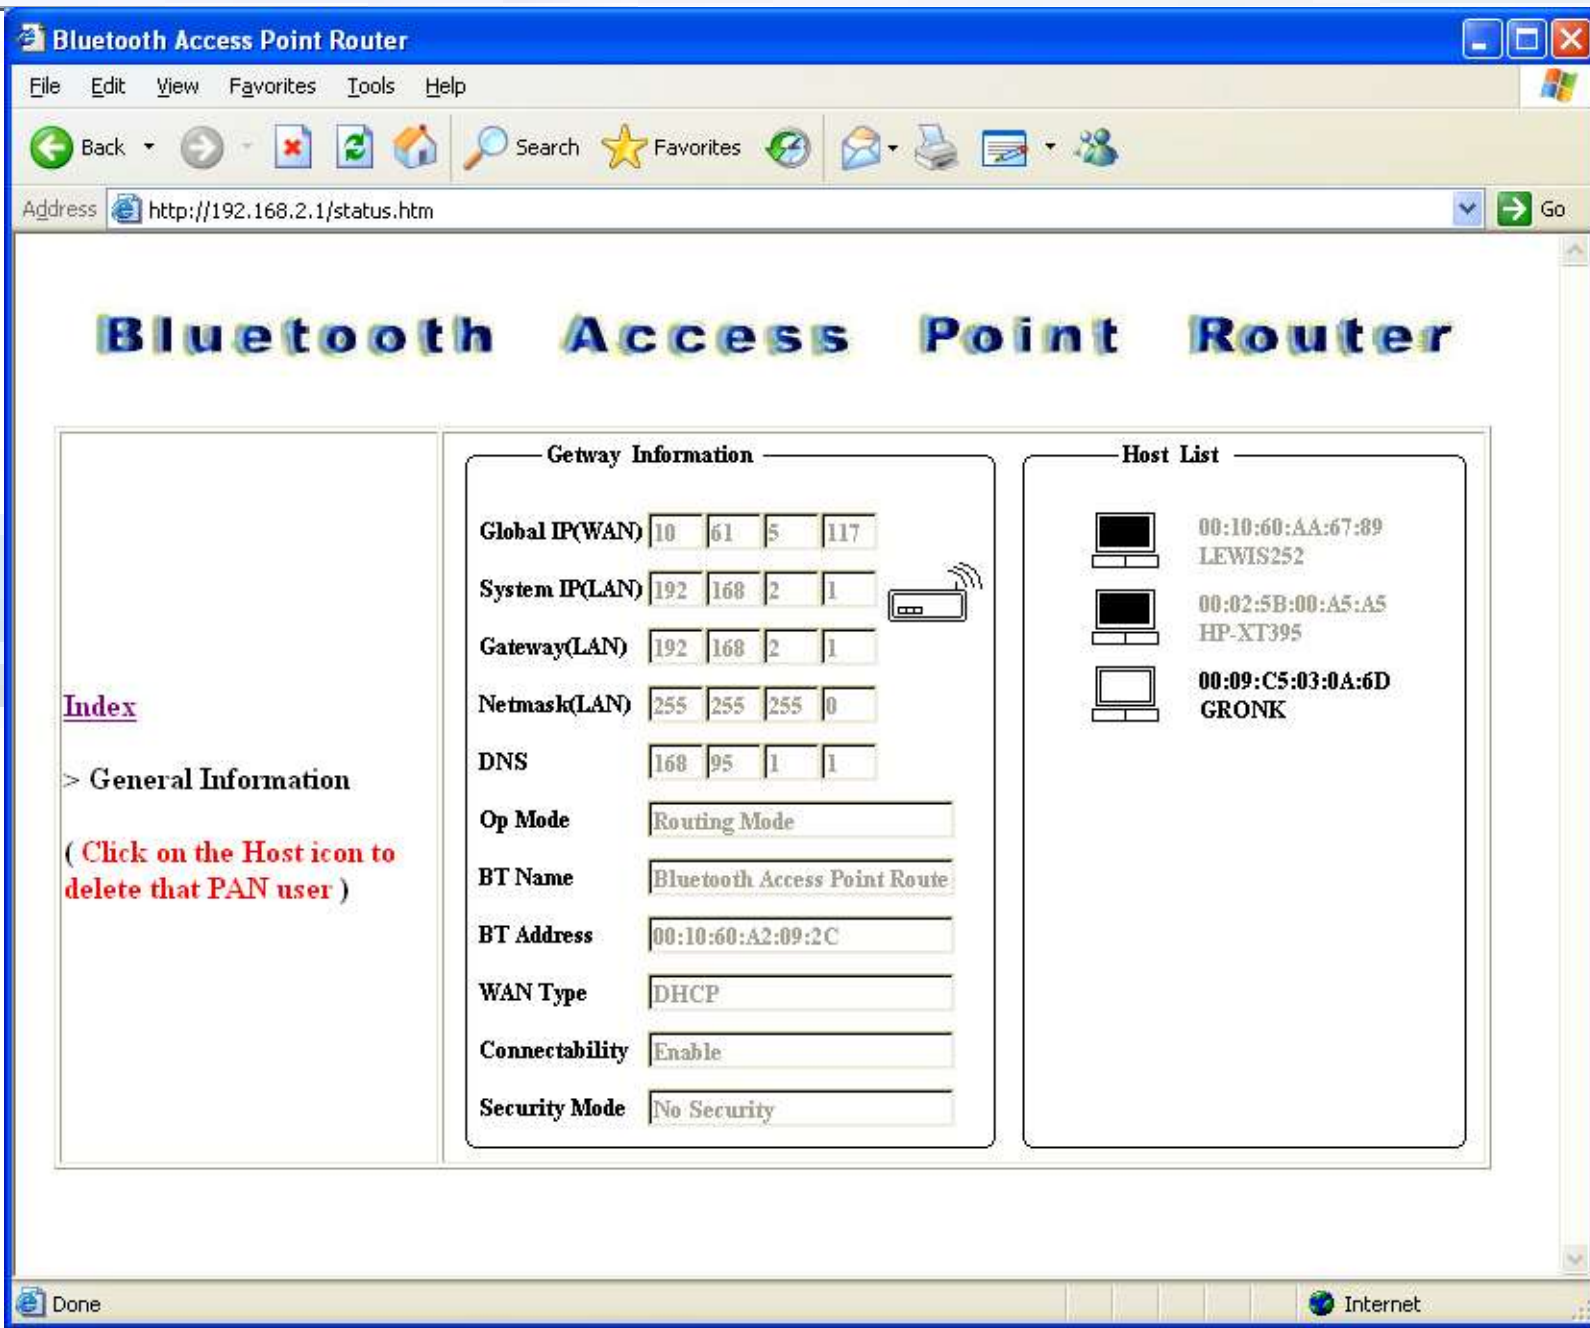 Bluetooth Access Point Router
File Edit View Favorites Tools Help
Back Search Favorites
Address http://192.168.2.1/status.htm Go
Bluetooth Access Point Router
Index
> General Information
( Click on the Host icon to
delete that PAN user )
Getway Information
Global IP(WAN) 10 61 5 117
System IP(LAN) 192 168 2 1
Gateway(LAN) 192 168 2 1
Netmask(LAN) 255 255 255 0
DNS 168 95 1 1
Op Mode Routing Mode
BT Name Bluetooth Access Point Route
BT Address 00:10:60:A2:09:2C
WAN Type DHCP
Connectability Enable
Security Mode No Security
Host List
00:10:60:AA:67:89
LEWIS252
00:02:5B:00:A5:A5
HP-XT395
00:09:C5:03:0A:6D
GRONK
Done Internet